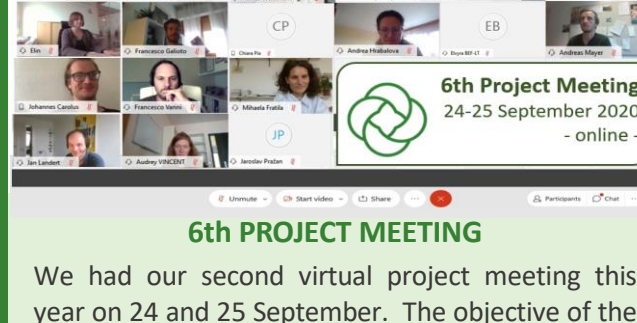 CP
EB
Elin
Francesco Galioto
Chiara Pia
Andrea Hrabalova
Elvyra BEF-LT
Andreas Mayer
JP
Johannes Carolus
Francesco Vanni
Mihaela Fratila
Jan Landert
Audrey VINCENT
Jaroslav Pražan
6th Project Meeting
24-25 September 2020
- online -
Unmute
Start video
Share
Participants
Chat
6th PROJECT MEETING
We had our second virtual project meeting this
year on 24 and 25 September. The objective of the